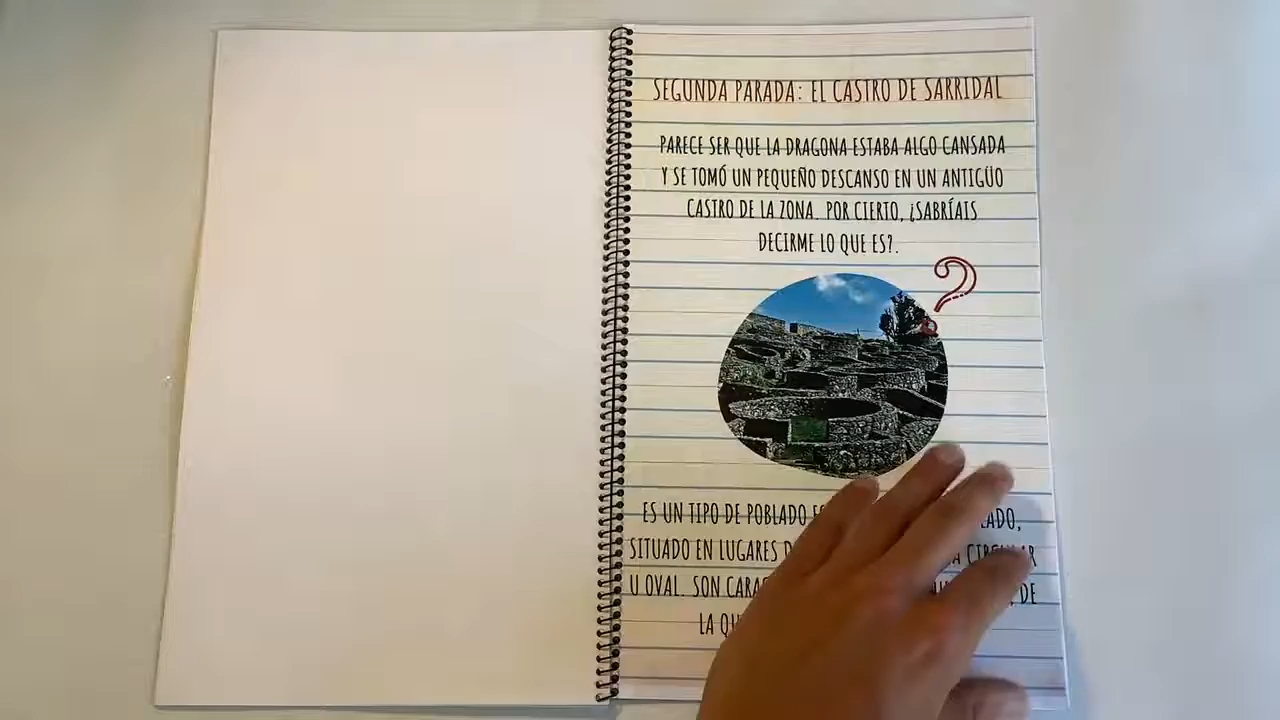 SEGUNDA PARADA: EL CASTRO DE SARRIDAL
PARECE SER QUE LA DRAGONA ESTABA ALGO CANSADA
Y SE TOMÓ UN PEQUEÑO DESCANSO EN UN ANTIGÜO
CASTRO DE LA ZONA. POR CIERTO, ¿SABRÍAIS
DECIRME LO QUE ES?.
?
ES UN TIPO DE POBLADO
SITUADO EN LUGARES
U OVAL. SON
DE
LA